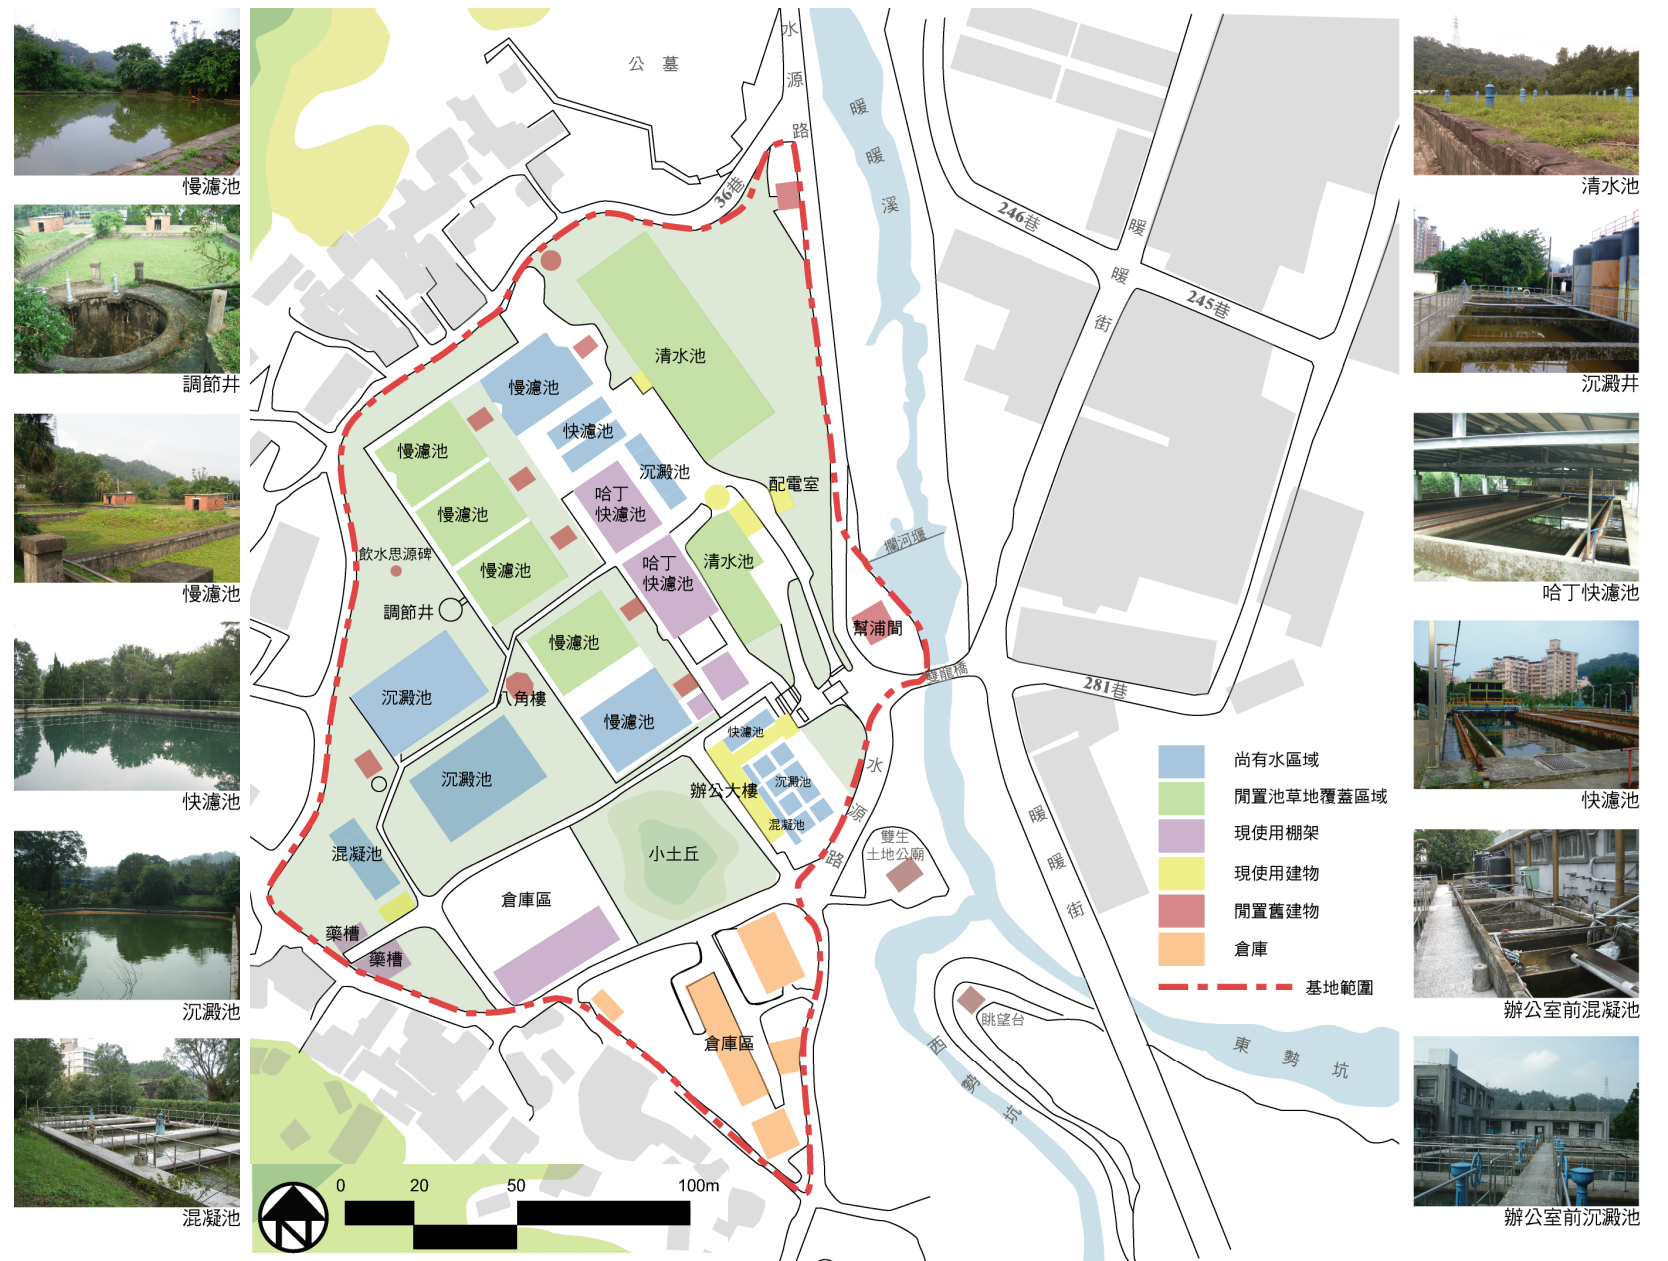 慢濾池
調節井
慢濾池
快濾池
沉澱池
混凝池
公墓
水源路
暖暖溪
36巷
246巷
暖暖街
245巷
清水池
慢濾池
快濾池
慢濾池
沉澱池
配電室
哈丁
快濾池
慢濾池
攔河堰
飲水思源碑
哈丁
快濾池
清水池
慢濾池
調節井
幫浦間
慢濾池
雙龍橋
281巷
沉澱池
八角樓
慢濾池
快濾池
沉澱池
辦公大樓
沉澱池
混凝池
水源路
混凝池
小土丘
雙生
土地公廟
暖暖街
倉庫區
藥槽
藥槽
倉庫區
眺望台
西勢坑
東勢坑
尚有水區域
閒置池草地覆蓋區域
現使用棚架
現使用建物
閒置舊建物
倉庫
基地範圍
N
0 20 50 100m
清水池
沉澱井
哈丁快濾池
快濾池
辦公室前混凝池
辦公室前沉澱池